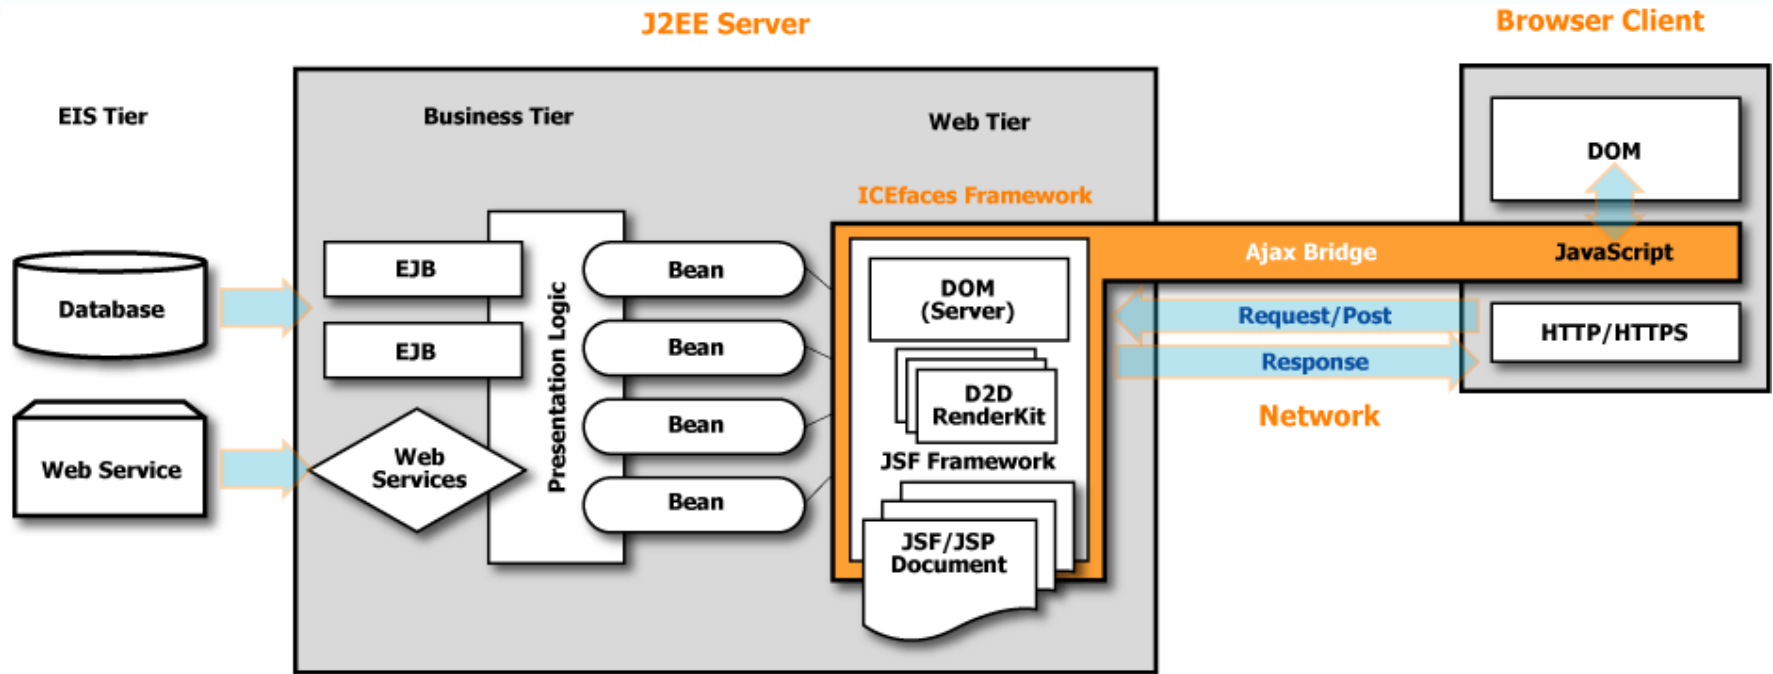 J2EE Server
Browser Client
EIS Tier
Business Tier
Web Tier
DOM
ICEfaces Framework
Ajax Bridge
JavaScript
Database
Web Service
EJB
EJB
Web
Services
Presentation Logic
Bean
Bean
Bean
Bean
DOM
(Server)
D2D
RenderKit
JSF Framework
JSF/JSP
Document
Request/Post
Response
Network
HTTP/HTTPS